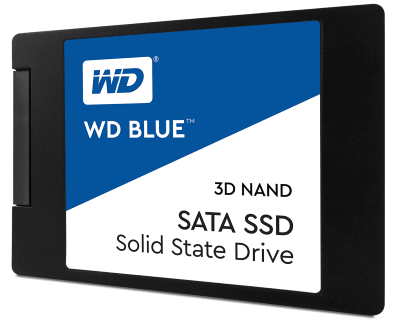 WD®
WD BLUE™
3D NAND
SATA SSD
Solid State Drive